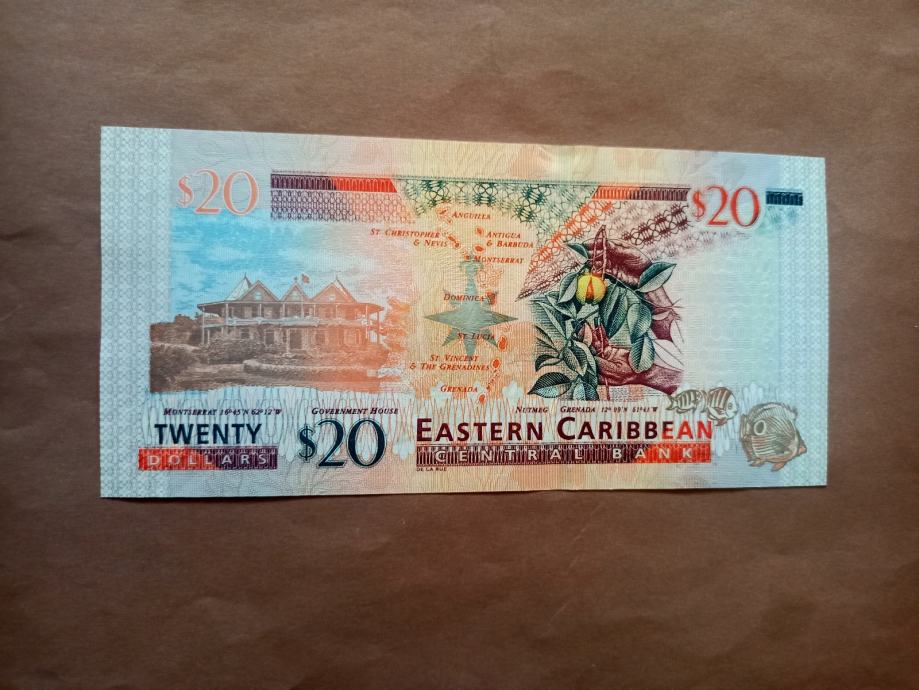 $20
$20
ANGUILLA
ST. CHRISTOPHER
& NEVIS
ANTIGUA
& BARBUDA
MONTSERRAT
DOMINICA
ST. LUCIA
ST. VINCENT
& THE GRENADINES
GRENADA
MONTSERRAT 16°45'N 62°12'W GOVERNMENT HOUSE
NUTMEG GRENADA 12°09'N 61°41'W
TWENTY
DOLLARS
$20
EASTERN CARIBBEAN
CENTRAL BANK
DE LA RUE